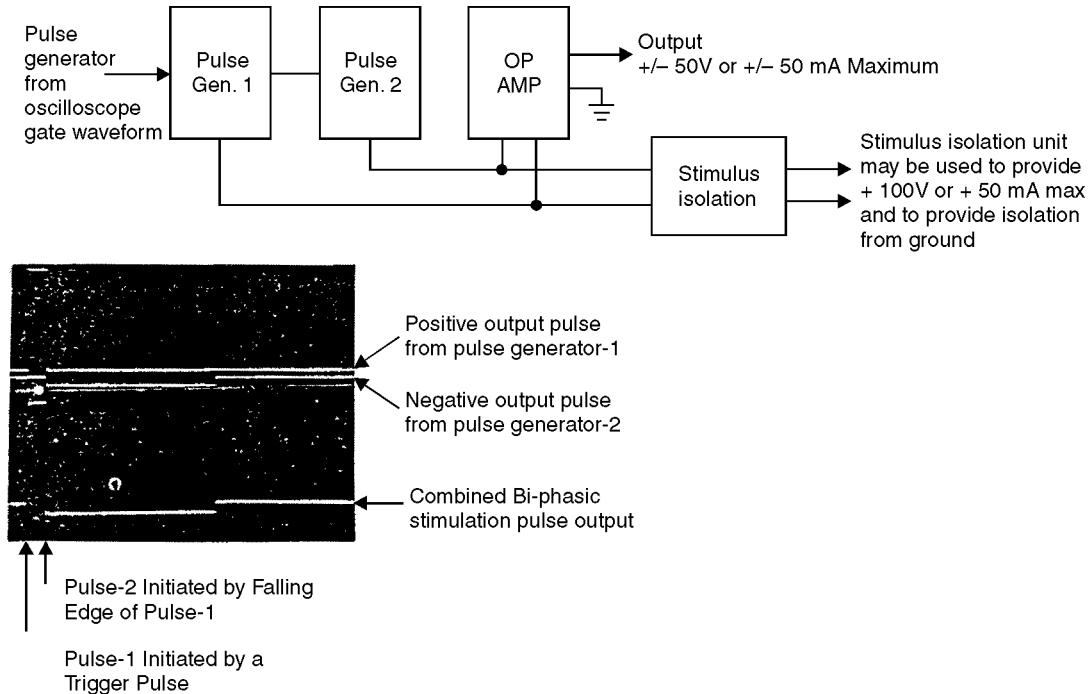 Pulse
generator
from
oscilloscope
gate waveform
Pulse
Gen. 1
Pulse
Gen. 2
OP
AMP
Output
+/– 50V or +/– 50 mA Maximum
Stimulus
isolation
Stimulus isolation unit
may be used to provide
+ 100V or + 50 mA max
and to provide isolation
from ground
Positive output pulse
from pulse generator-1
Negative output pulse
from pulse generator-2
Combined Bi-phasic
stimulation pulse output
Pulse-2 Initiated by Falling
Edge of Pulse-1
Pulse-1 Initiated by a
Trigger Pulse